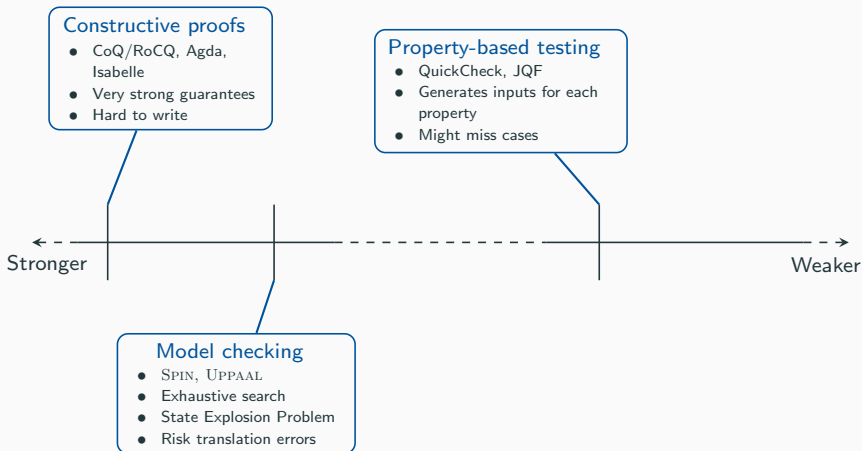 Constructive proofs
● CoQ/RoCQ, Agda,
Isabelle
● Very strong guarantees
● Hard to write
Property-based testing
● QuickCheck, JQF
● Generates inputs for each
property
● Might miss cases
Stronger
Weaker
Model checking
● SPIN, UPPAAL
● Exhaustive search
● State Explosion Problem
● Risk translation errors